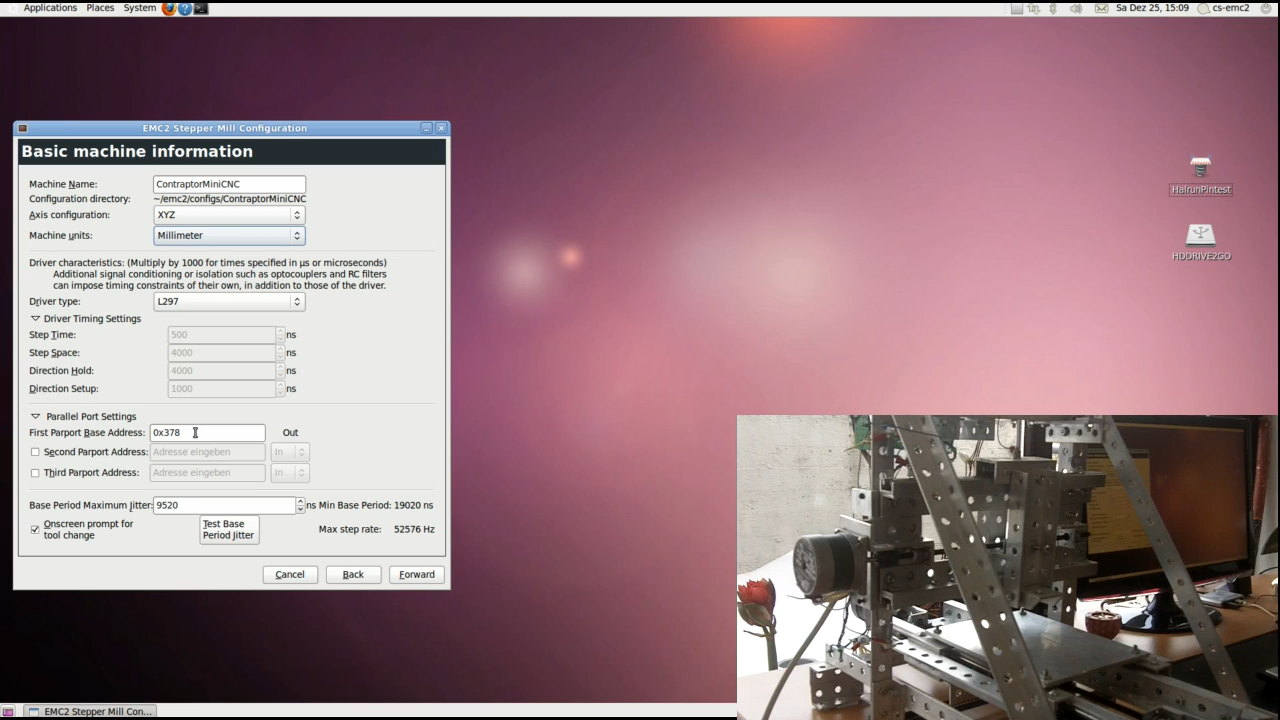 Applications Places System Sa Dez 25, 15:09 cs-emc2
EMC2 Stepper Mill Configuration
Basic machine information
Machine Name: ContraptorMiniCNC
Configuration directory: ~/emc2/configs/ContraptorMiniCNC
Axis configuration: XYZ
Machine units: Millimeter
Driver characteristics: (Multiply by 1000 for times specified in µs or microseconds)
Additional signal conditioning or isolation such as optocouplers and RC filters
can impose timing constraints of their own, in addition to those of the driver.
Driver type: L297
Driver Timing Settings
Step Time: 500 ns
Step Space: 4000 ns
Direction Hold: 4000 ns
Direction Setup: 1000 ns
Parallel Port Settings
First Parport Base Address: 0x378 Out
Second Parport Address: Adresse eingeben In
Third Parport Address: Adresse eingeben In
Base Period Maximum Jitter: 9520 ns Min Base Period: 19020 ns
Onscreen prompt for
tool change
Test Base
Period Jitter
Max step rate: 52576 Hz
Cancel Back Forward
HalrunPintest
HDDRIVE2GO
EMC2 Stepper Mill Con...